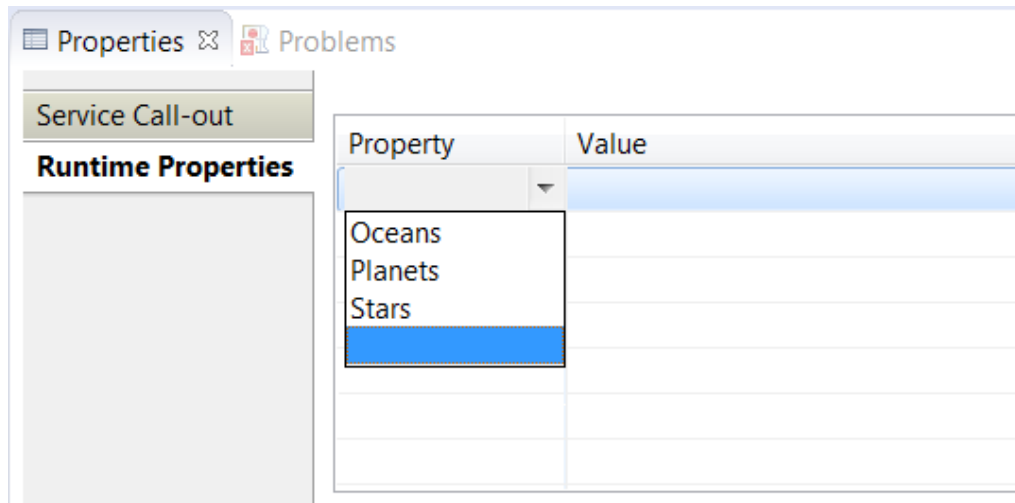 Properties Problems
Service Call-out
Runtime Properties
Property Value
Oceans
Planets
Stars